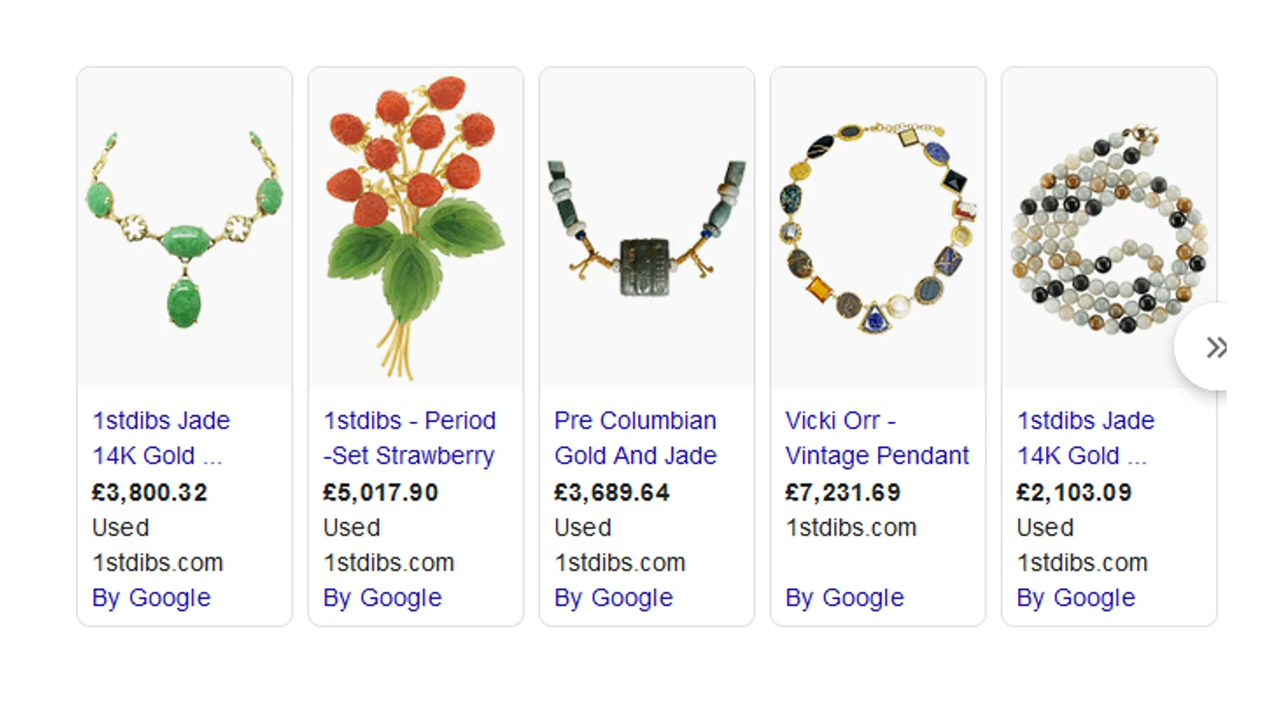 1stdibs Jade
14K Gold ...
£3,800.32
Used
1stdibs.com
By Google
1stdibs - Period
-Set Strawberry
£5,017.90
Used
1stdibs.com
By Google
Pre Columbian
Gold And Jade
£3,689.64
Used
1stdibs.com
By Google
Vicki Orr -
Vintage Pendant
£7,231.69
1stdibs.com
By Google
1stdibs Jade
14K Gold ...
£2,103.09
Used
1stdibs.com
By Google